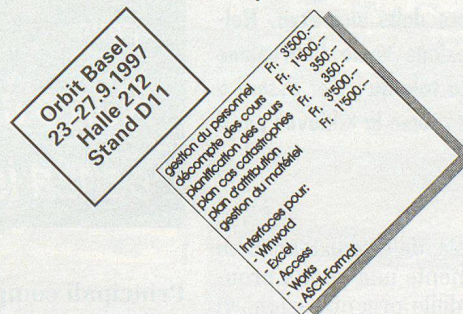 Orbit Basel
23–27.9.1997
Halle 212
Stand D11
gestion du personnel Fr. 3'500.–
décompte des cours Fr. 1'500.–
planification des cours Fr. 350.–
plan cas catastrophes Fr. 350.–
plan d'attribution Fr. 3'500.–
gestion du matériel Fr. 1'500.–
Interfaces pour:
- Winword
- Excel
- Access
- Works
- ASCII-Format